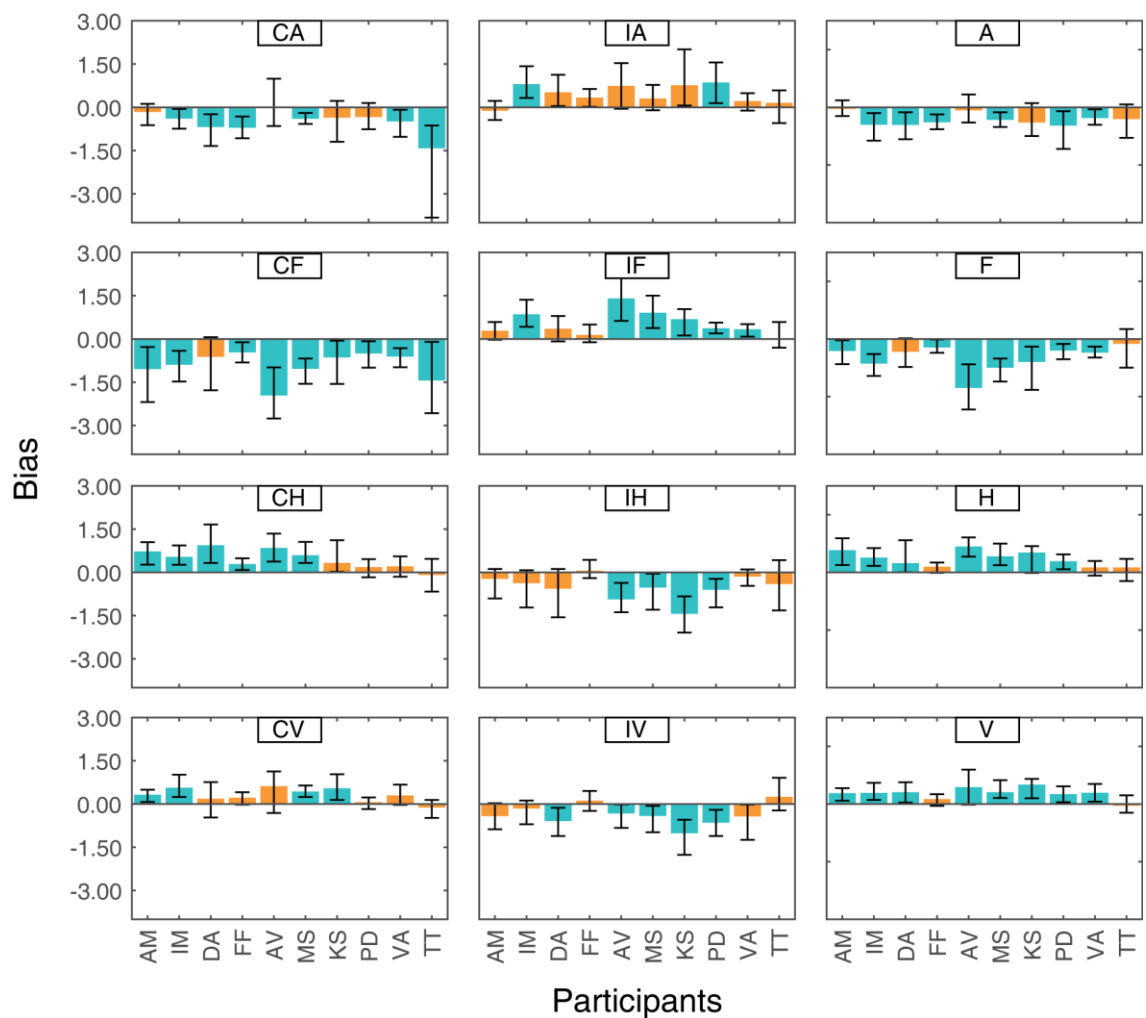 CA IA A
3.00
1.50
0.00
-1.50
-3.00
CF IF F
3.00
1.50
0.00
-1.50
-3.00
CH IH H
3.00
1.50
0.00
-1.50
-3.00
CV IV V
3.00
1.50
0.00
-1.50
-3.00
Bias
AM IM DA FF AV MS KS PD VA TT
AM IM DA FF AV MS KS PD VA TT
AM IM DA FF AV MS KS PD VA TT
Participants